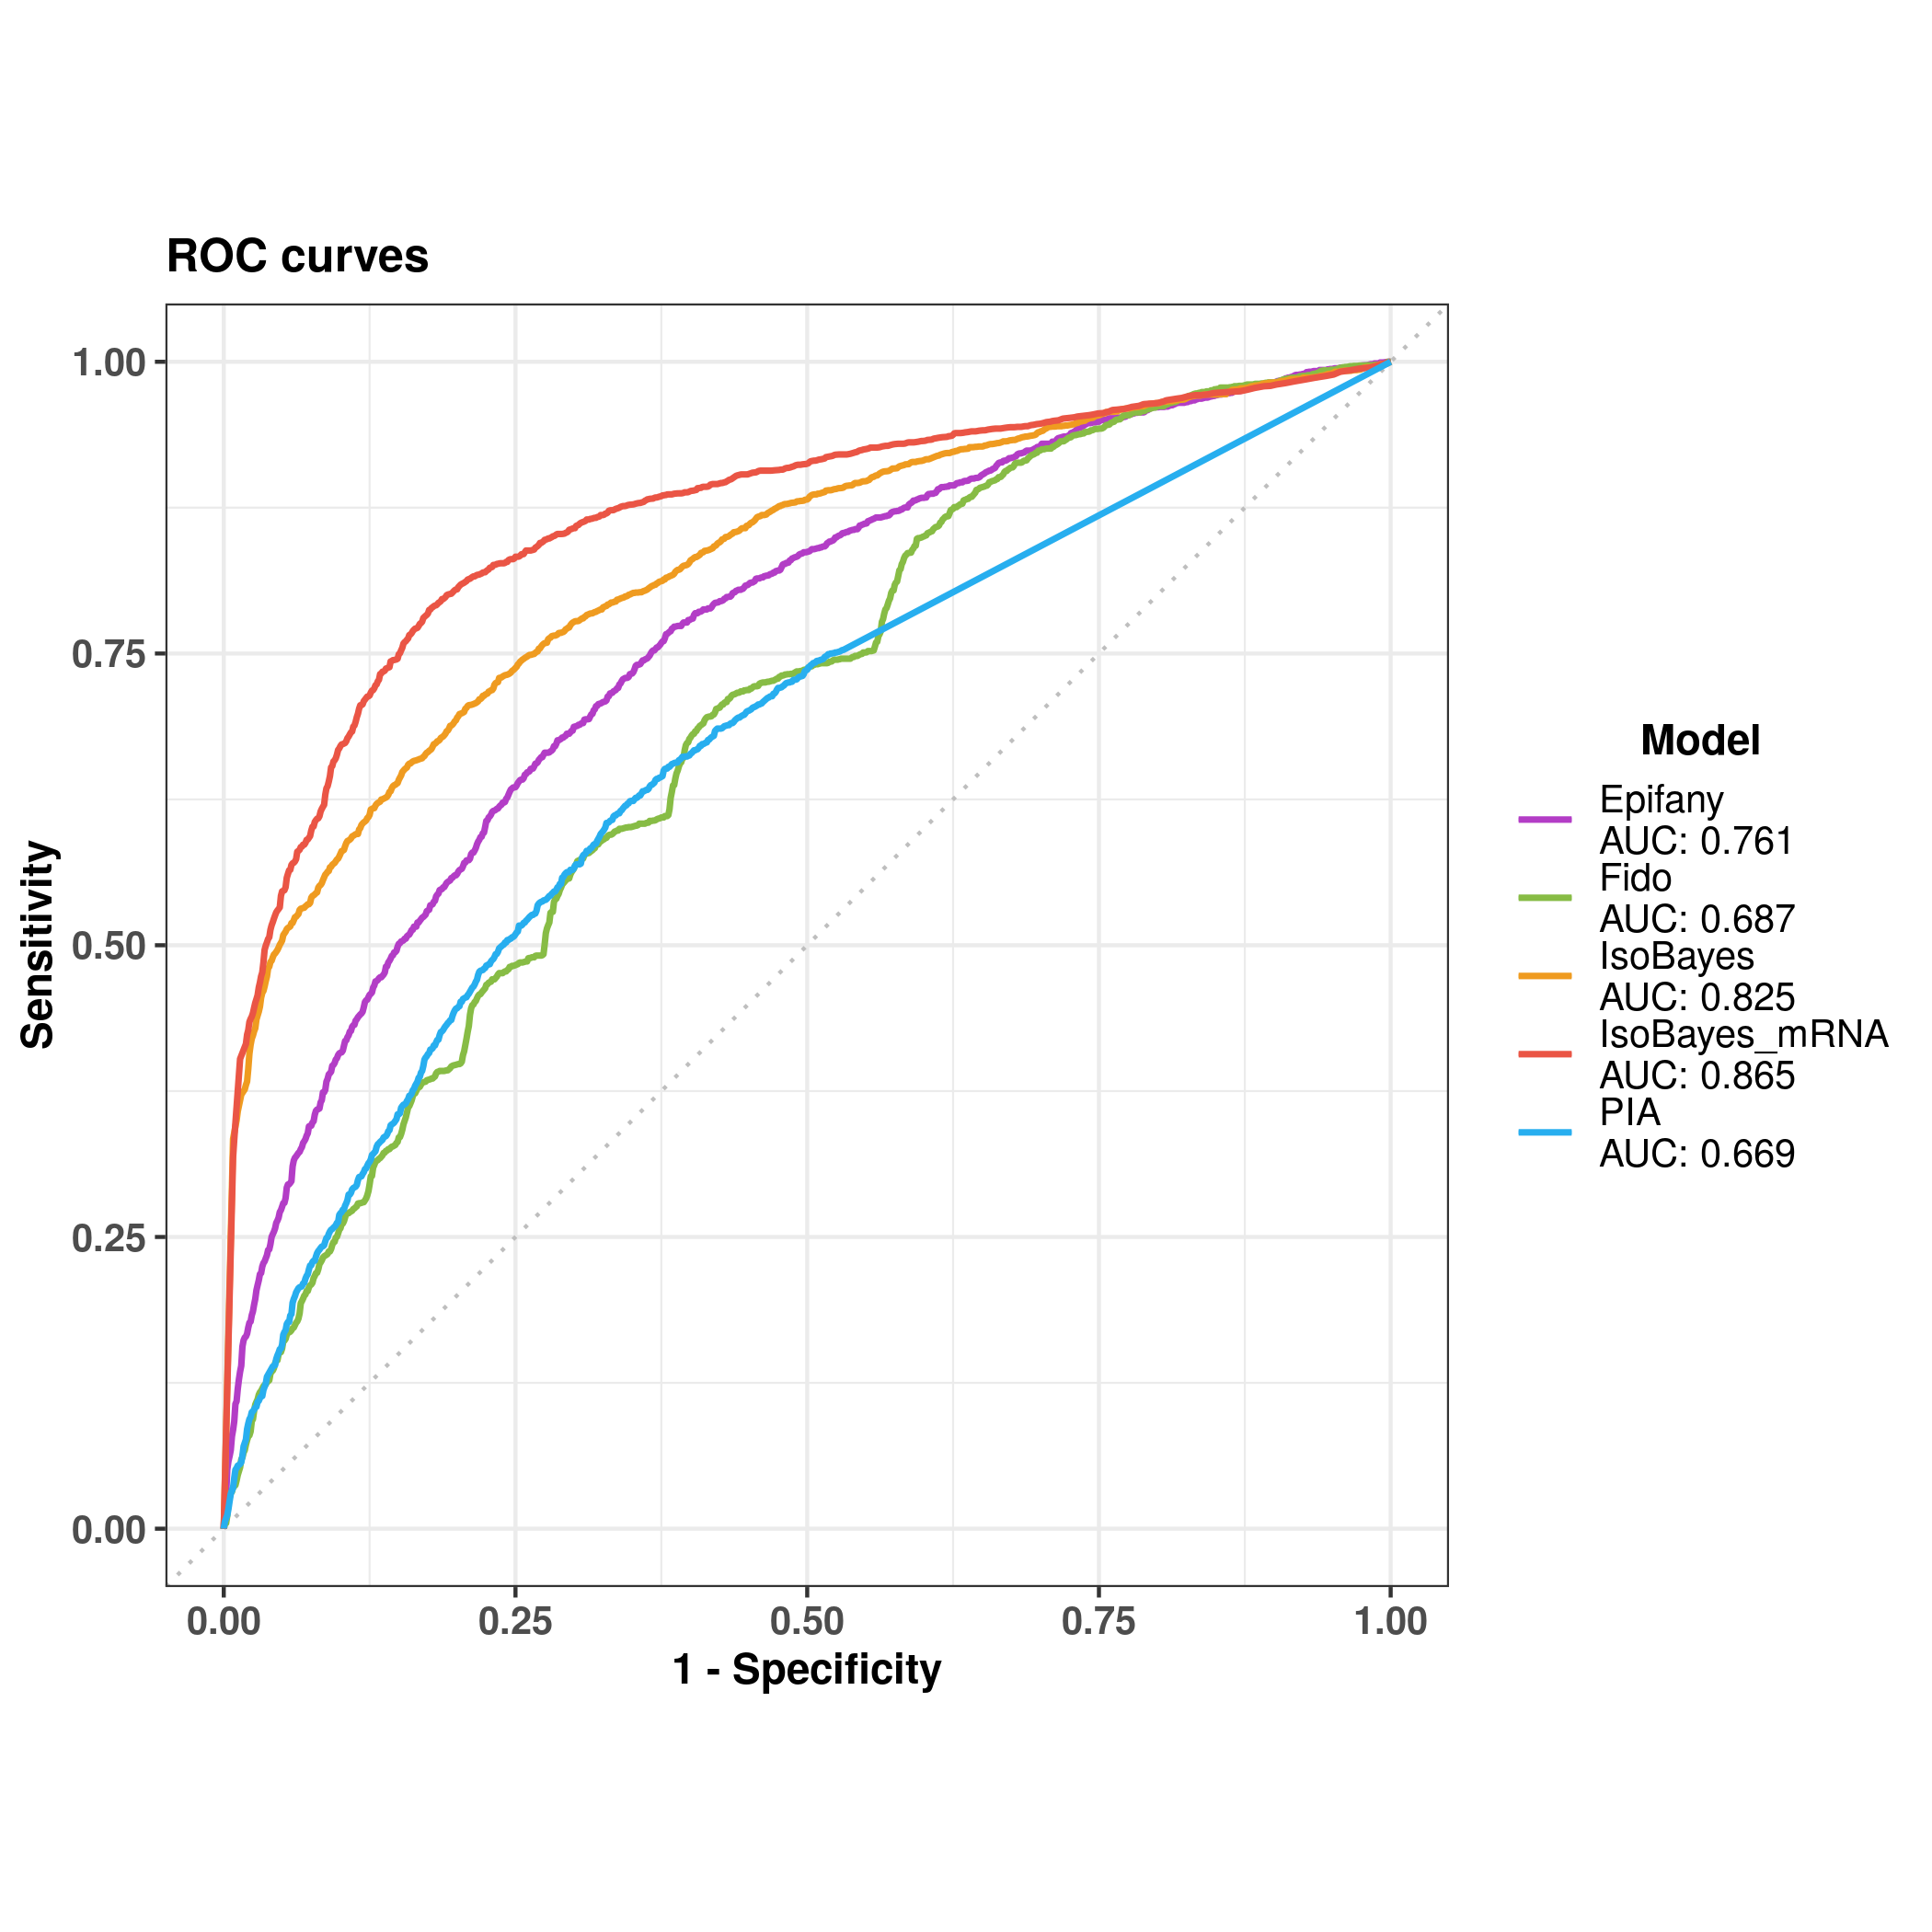 ROC curves
1.00
0.75
0.50
0.25
0.00
Sensitivity
0.00 0.25 0.50 0.75 1.00
1 - Specificity
Model
Epifany
AUC: 0.761
Fido
AUC: 0.687
IsoBayes
AUC: 0.825
IsoBayes_mRNA
AUC: 0.865
PIA
AUC: 0.669